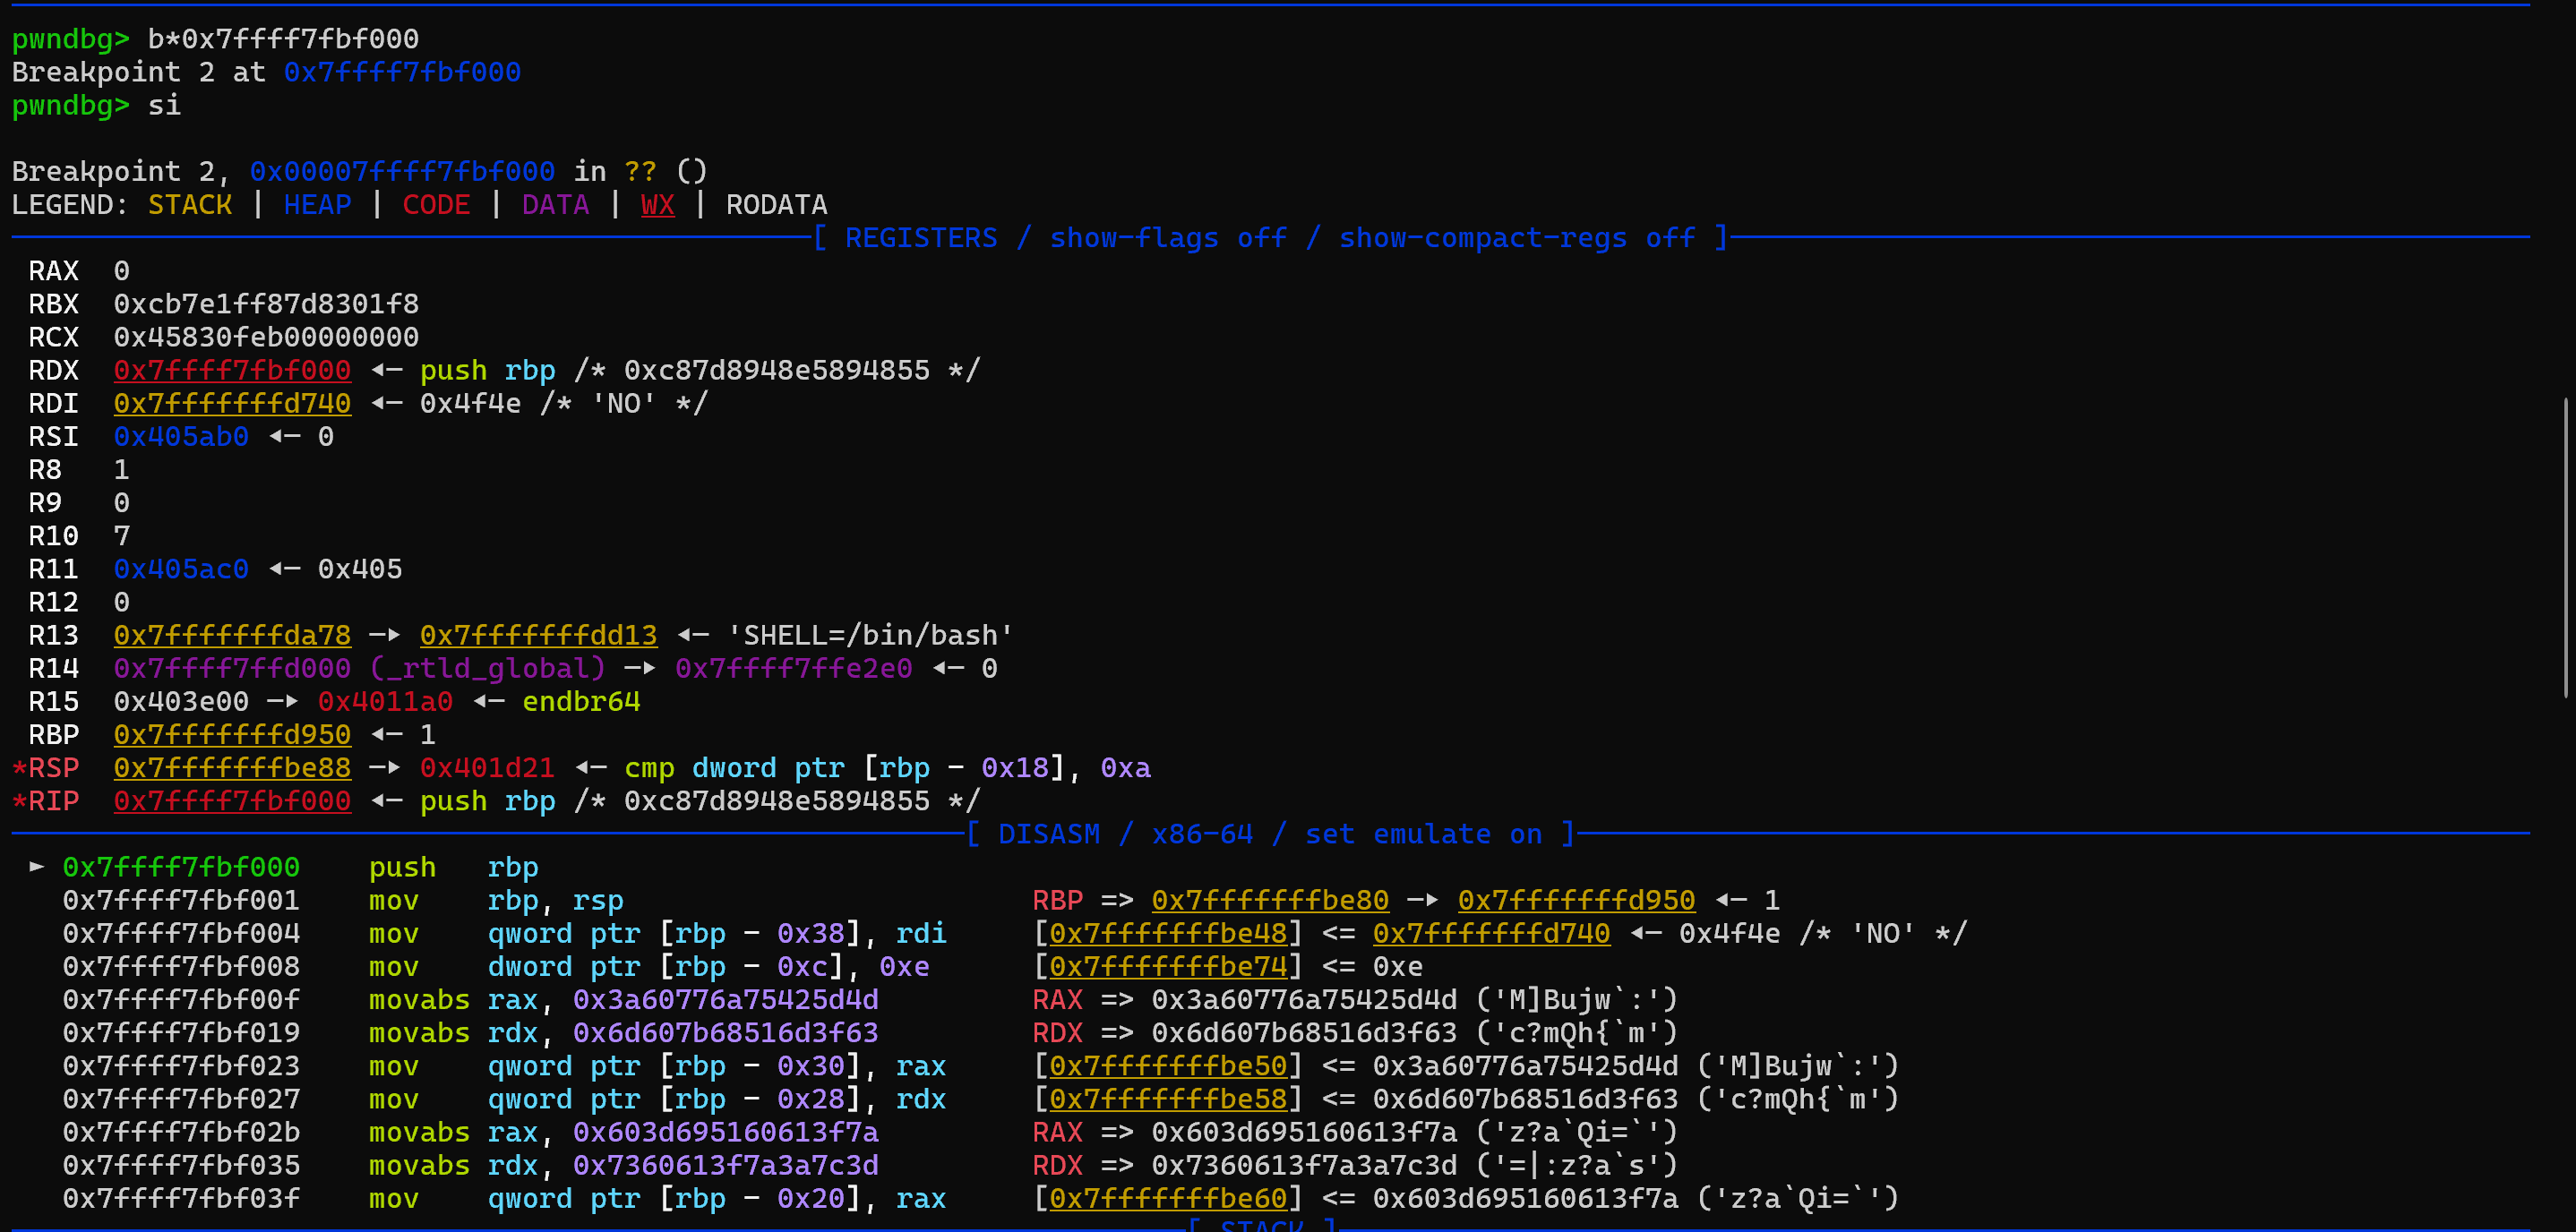 pwndbg> b*0x7ffff7fbf000
Breakpoint 2 at 0x7ffff7fbf000
pwndbg> si
Breakpoint 2, 0x00007ffff7fbf000 in ?? ()
LEGEND: STACK | HEAP | CODE | DATA | WX | RODATA
[ REGISTERS / show-flags off / show-compact-regs off ]
RAX 0
RBX 0xcb7e1ff87d8301f8
RCX 0x45830feb00000000
RDX 0x7ffff7fbf000 ◂— push rbp /* 0xc87d8948e5894855 */
RDI 0x7fffffffd740 ◂— 0x4f4e /* 'NO' */
RSI 0x405ab0 ◂— 0
R8 1
R9 0
R10 7
R11 0x405ac0 ◂— 0x405
R12 0
R13 0x7fffffffda78 —▸ 0x7fffffffdd13 ◂— 'SHELL=/bin/bash'
R14 0x7ffff7ffd000 (_rtld_global) —▸ 0x7ffff7ffe2e0 ◂— 0
R15 0x403e00 —▸ 0x4011a0 ◂— endbr64
RBP 0x7fffffffd950 ◂— 1
*RSP 0x7fffffffbe88 —▸ 0x401d21 ◂— cmp dword ptr [rbp - 0x18], 0xa
*RIP 0x7ffff7fbf000 ◂— push rbp /* 0xc87d8948e5894855 */
[ DISASM / x86-64 / set emulate on ]
► 0x7ffff7fbf000 push rbp
0x7ffff7fbf001 mov rbp, rsp RBP => 0x7fffffffbe80 —▸ 0x7fffffffd950 ◂— 1
0x7ffff7fbf004 mov qword ptr [rbp - 0x38], rdi [0x7fffffffbe48] <= 0x7fffffffd740 ◂— 0x4f4e /* 'NO' */
0x7ffff7fbf008 mov dword ptr [rbp - 0xc], 0xe [0x7fffffffbe74] <= 0xe
0x7ffff7fbf00f movabs rax, 0x3a60776a75425d4d RAX => 0x3a60776a75425d4d ('M]Bujw`:')
0x7ffff7fbf019 movabs rdx, 0x6d607b68516d3f63 RDX => 0x6d607b68516d3f63 ('c?mQh{`m')
0x7ffff7fbf023 mov qword ptr [rbp - 0x30], rax [0x7fffffffbe50] <= 0x3a60776a75425d4d ('M]Bujw`:')
0x7ffff7fbf027 mov qword ptr [rbp - 0x28], rdx [0x7fffffffbe58] <= 0x6d607b68516d3f63 ('c?mQh{`m')
0x7ffff7fbf02b movabs rax, 0x603d695160613f7a RAX => 0x603d695160613f7a ('z?a`Qi=`')
0x7ffff7fbf035 movabs rdx, 0x7360613f7a3a7c3d RDX => 0x7360613f7a3a7c3d ('=|:z?a`s')
0x7ffff7fbf03f mov qword ptr [rbp - 0x20], rax [0x7fffffffbe60] <= 0x603d695160613f7a ('z?a`Qi=`')
[ STACK ]